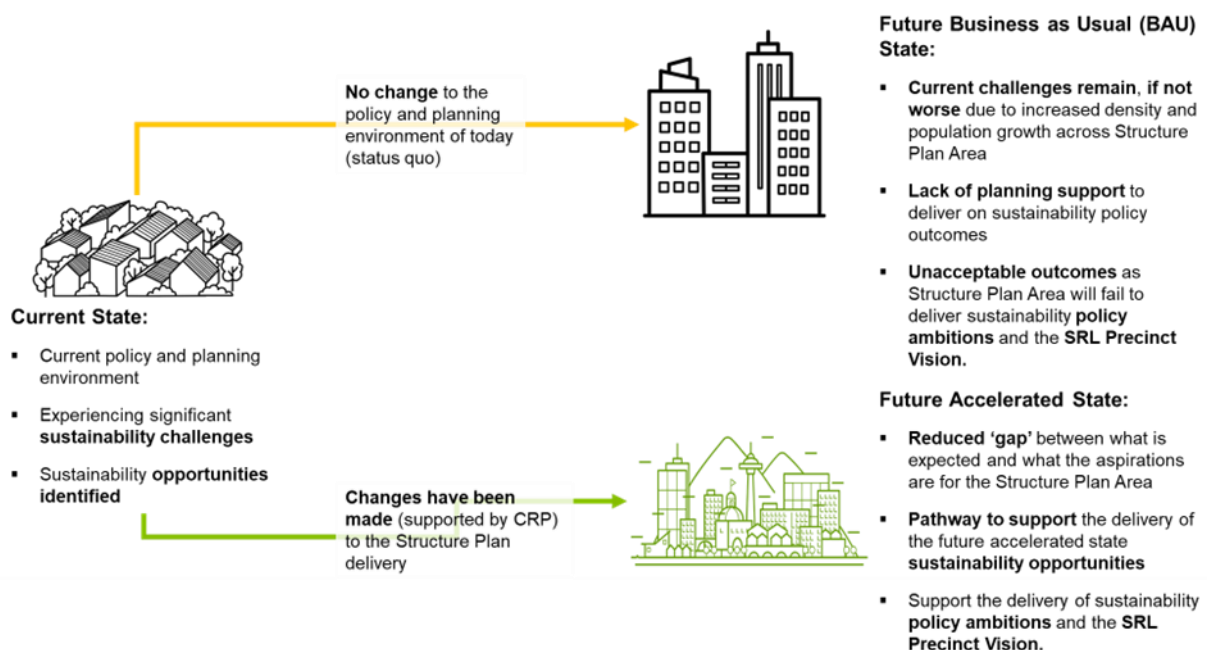 Current State:
▪ Current policy and planning
environment
▪ Experiencing significant
sustainability challenges
▪ Sustainability opportunities
identified
No change to the
policy and planning
environment of today
(status quo)
Changes have been
made (supported by CRP)
to the Structure Plan
delivery
Future Business as Usual (BAU)
State:
▪ Current challenges remain, if not
worse due to increased density and
population growth across Structure
Plan Area
▪ Lack of planning support to
deliver on sustainability policy
outcomes
▪ Unacceptable outcomes as
Structure Plan Area will fail to
deliver sustainability policy
ambitions and the SRL Precinct
Vision.
Future Accelerated State:
▪ Reduced ‘gap’ between what is
expected and what the aspirations
are for the Structure Plan Area
▪ Pathway to support the delivery of
the future accelerated state
sustainability opportunities
▪ Support the delivery of sustainability
policy ambitions and the SRL
Precinct Vision.